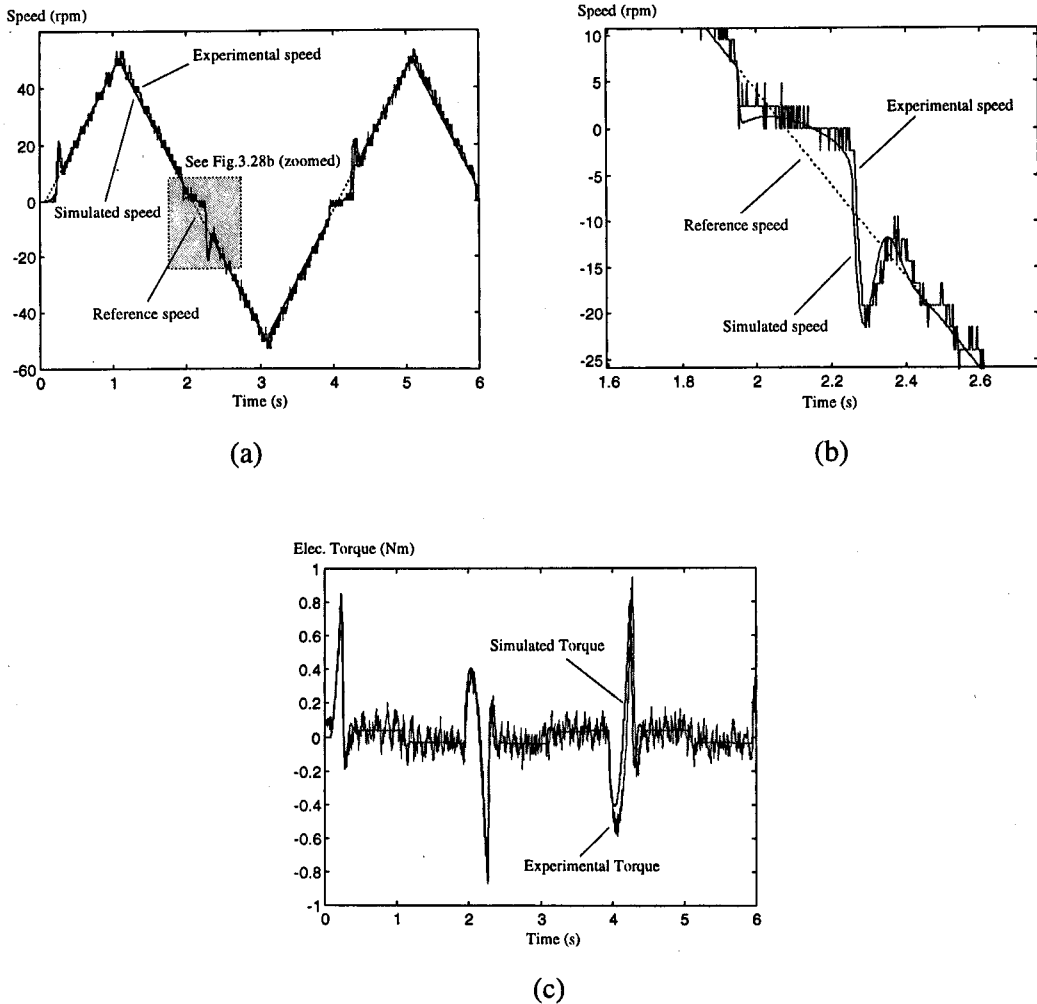 Speed (rpm)
40
20
0
-20
-40
-60
0
1
2
3
4
5
6
Time (s)
Experimental speed
See Fig.3.28b (zoomed)
Simulated speed
Reference speed
(a)
Speed (rpm)
10
5
0
-5
-10
-15
-20
-25
1.6
1.8
2
2.2
2.4
2.6
Time (s)
Experimental speed
Reference speed
Simulated speed
(b)
Elec. Torque (Nm)
1
0.8
0.6
0.4
0.2
0
-0.2
-0.4
-0.6
-0.8
-1
0
1
2
3
4
5
6
Time (s)
Simulated Torque
Experimental Torque
(c)